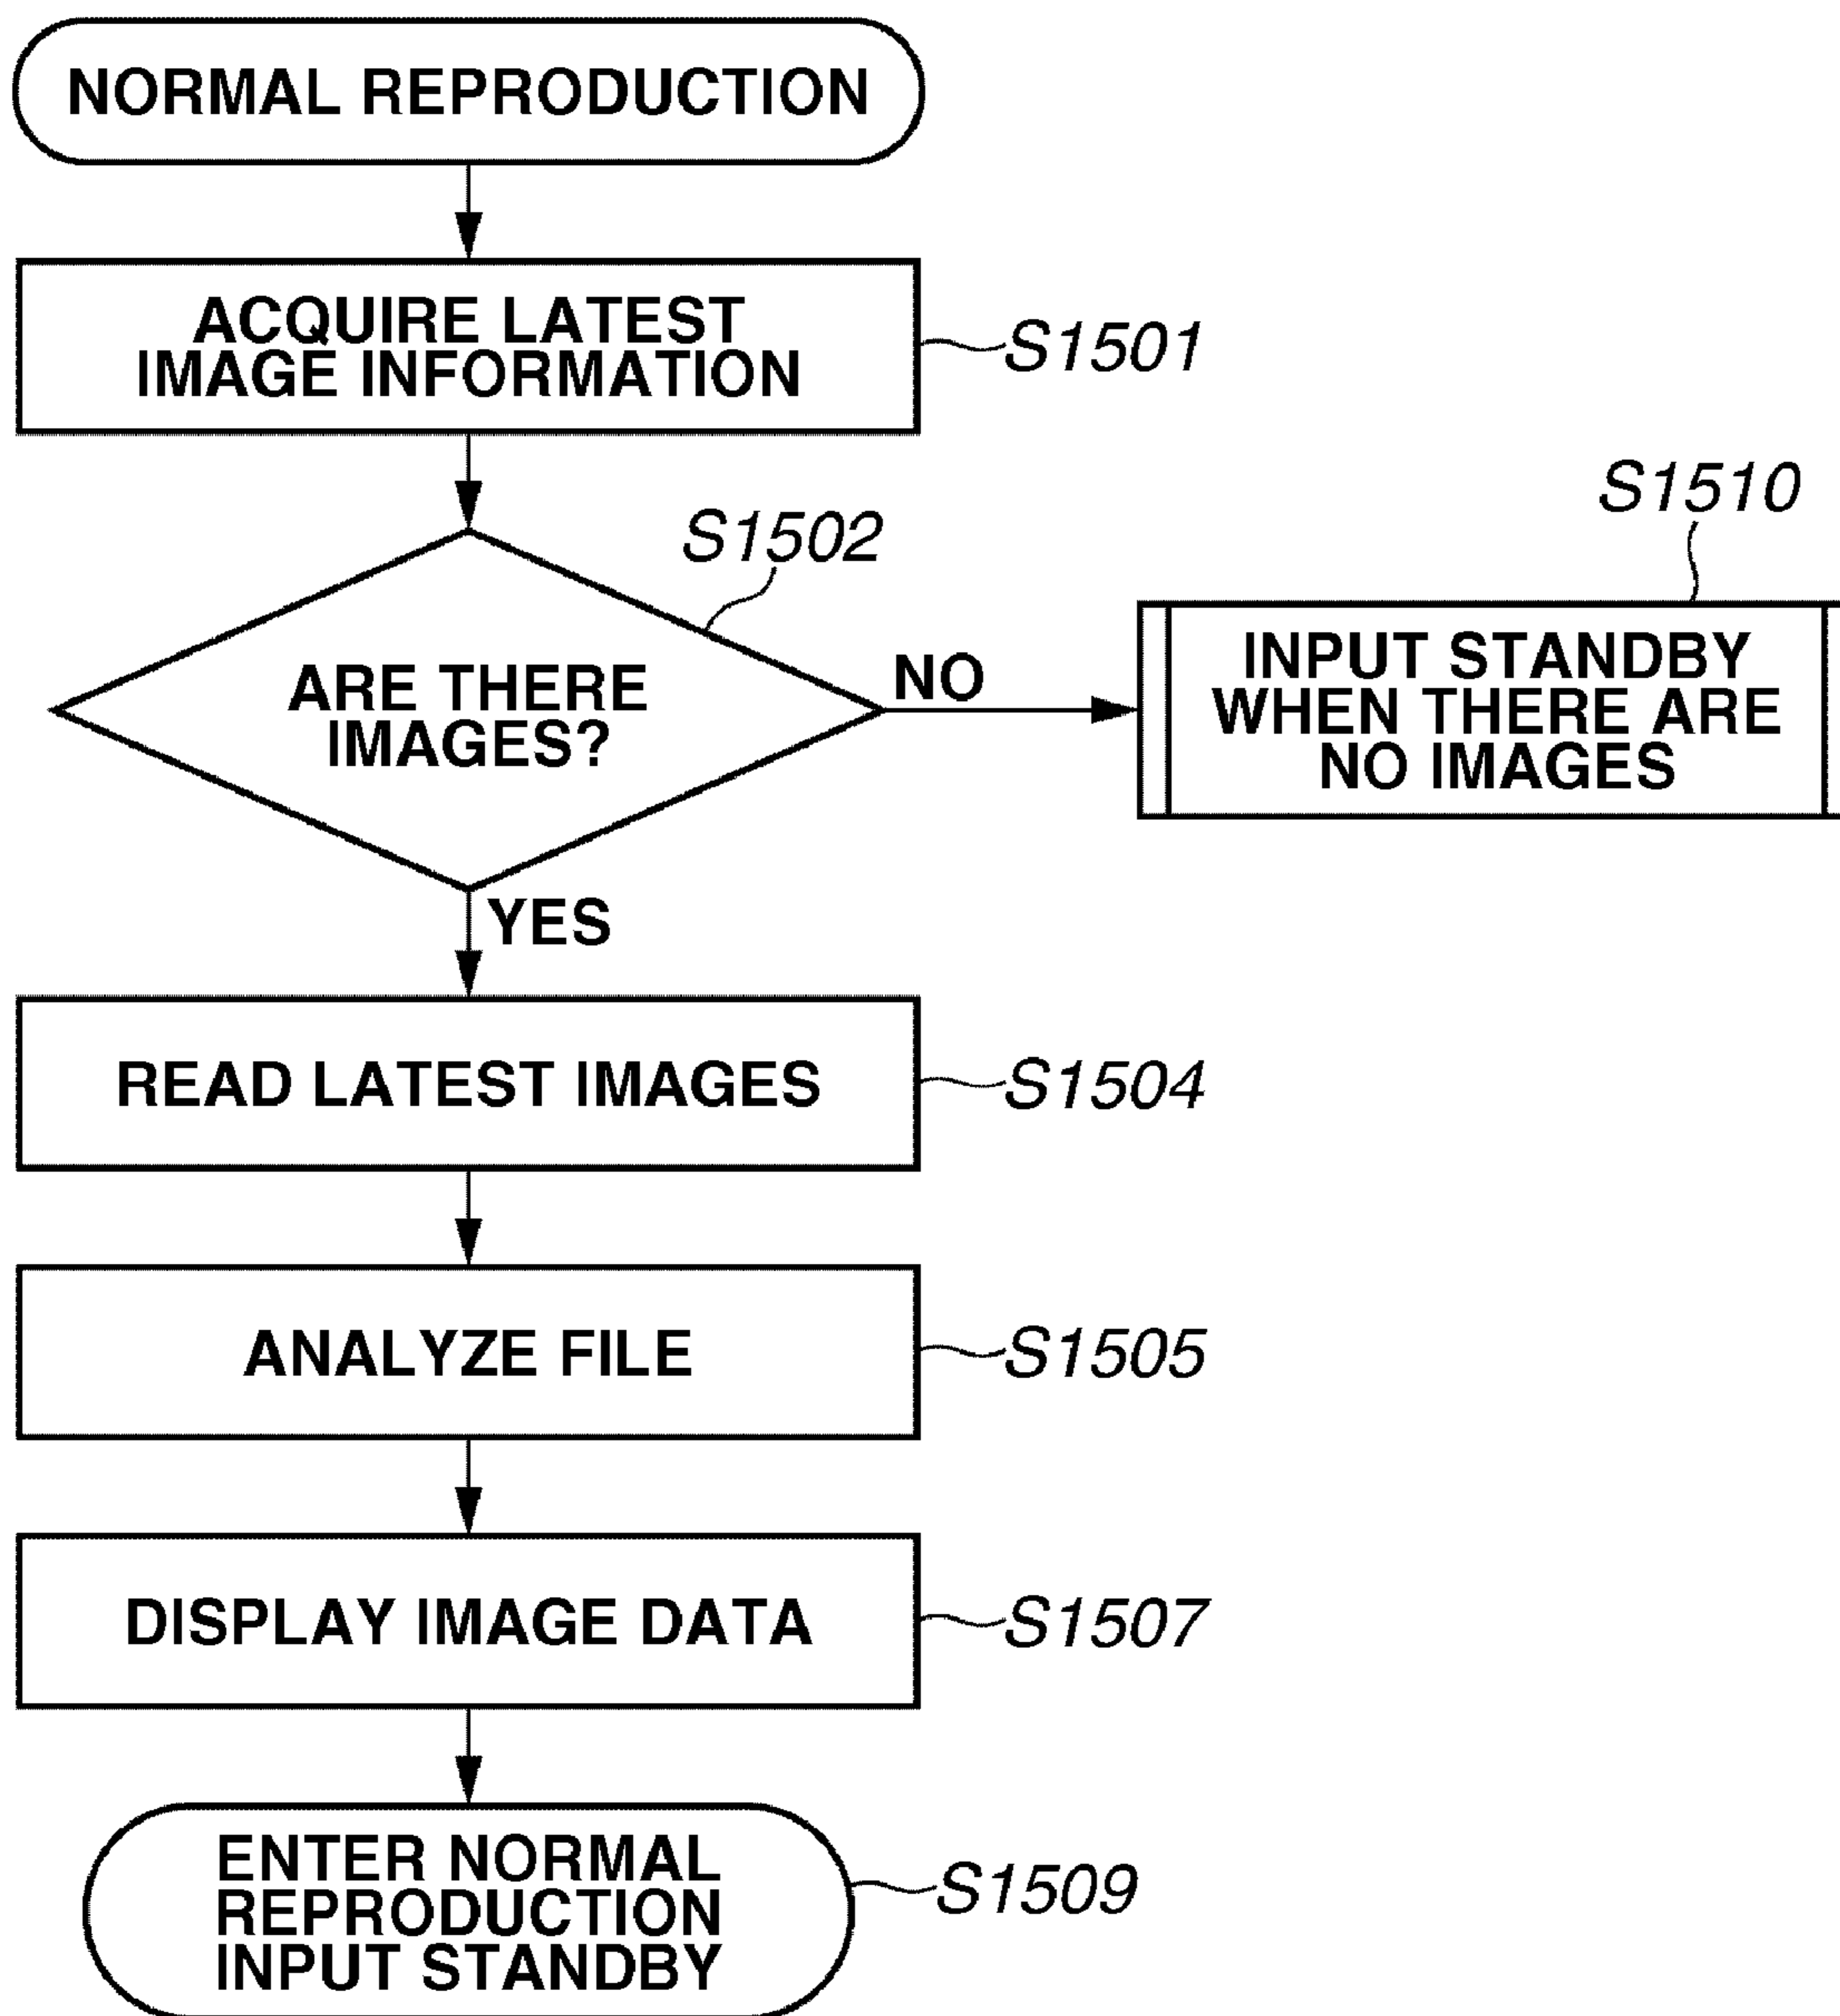 NORMAL REPRODUCTION
ACQUIRE LATEST
IMAGE INFORMATION
S1501
S1502
ARE THERE
IMAGES?
NO
S1510
INPUT STANDBY
WHEN THERE ARE
NO IMAGES
YES
READ LATEST IMAGES
S1504
ANALYZE FILE
S1505
DISPLAY IMAGE DATA
S1507
ENTER NORMAL
REPRODUCTION
INPUT STANDBY
S1509